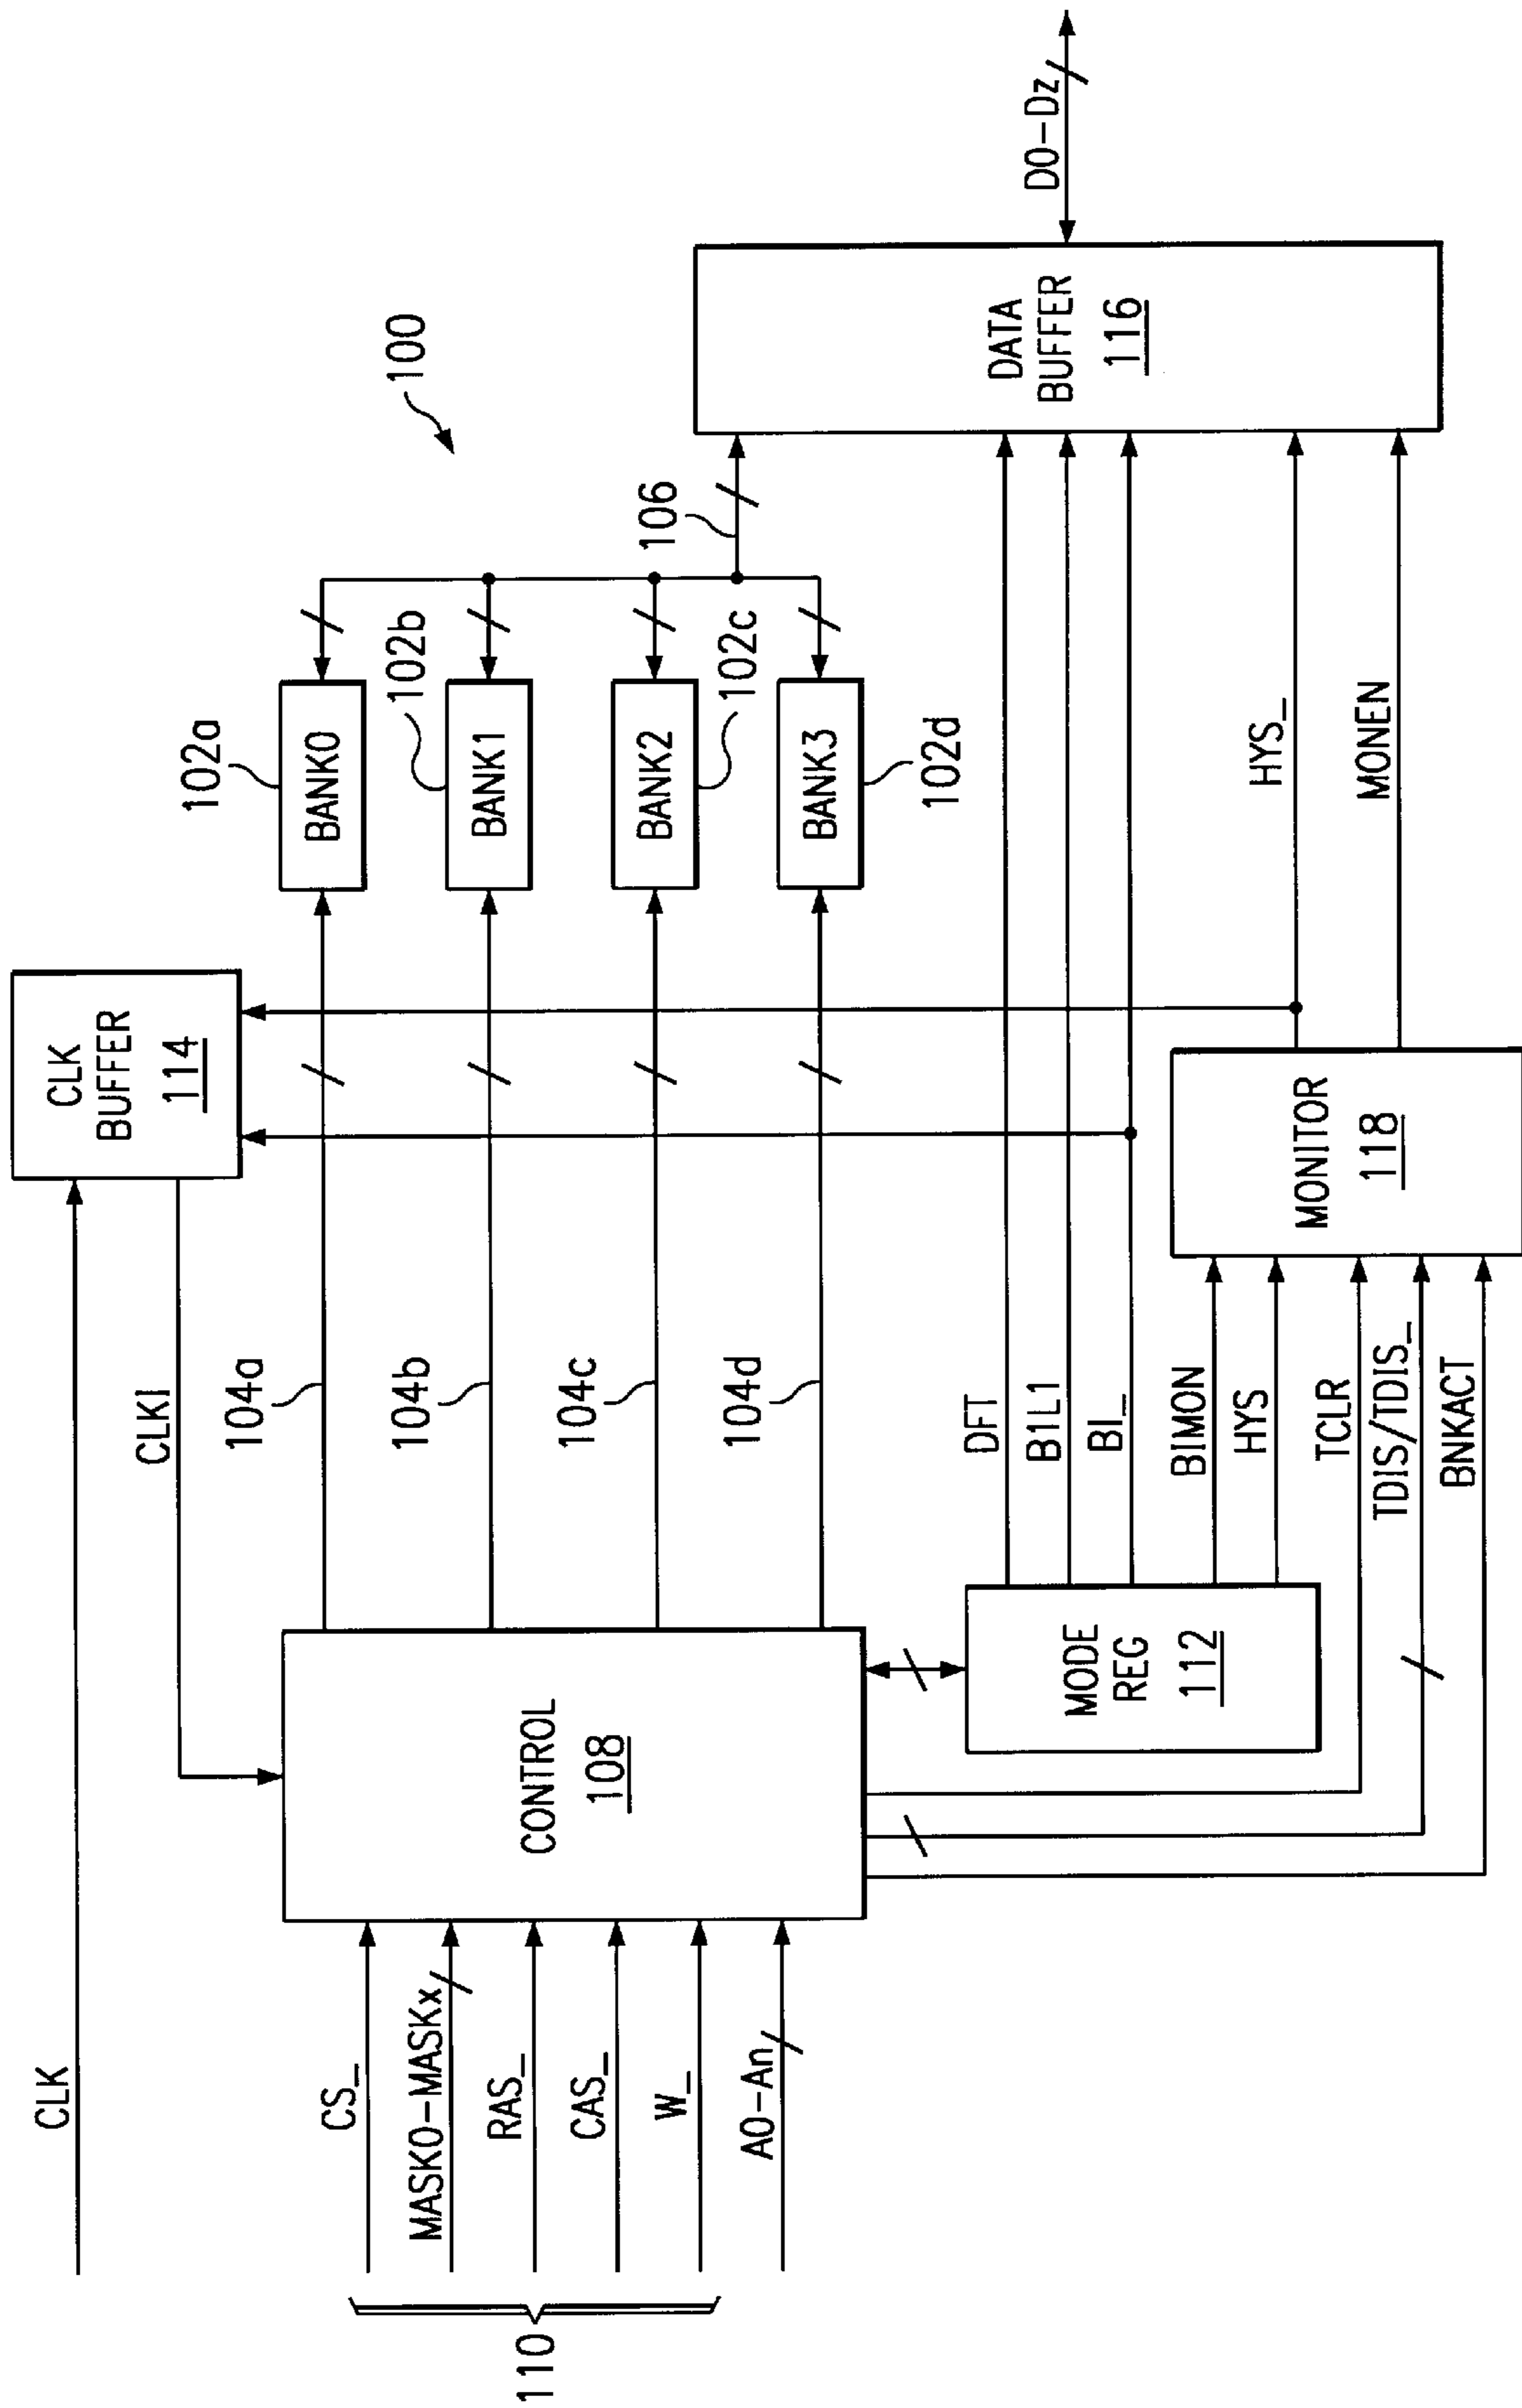 CLK
CLK
BUFFER
114
CLKI
100
110
CS_
MASK0-MASKx
RAS_
CAS_
W_
A0-An
CONTROL
108
104a
104b
104c
104d
102a
BANK0
BANK1
102b
BANK2
102c
BANK3
102d
106
DATA
BUFFER
116
D0-Dz
MODE
REG
112
DFT
B1L1
BI_
BIMON
HYS
TCLR
TDIS/TDIS_
BNKACT
MONITOR
118
HYS_
MONEN